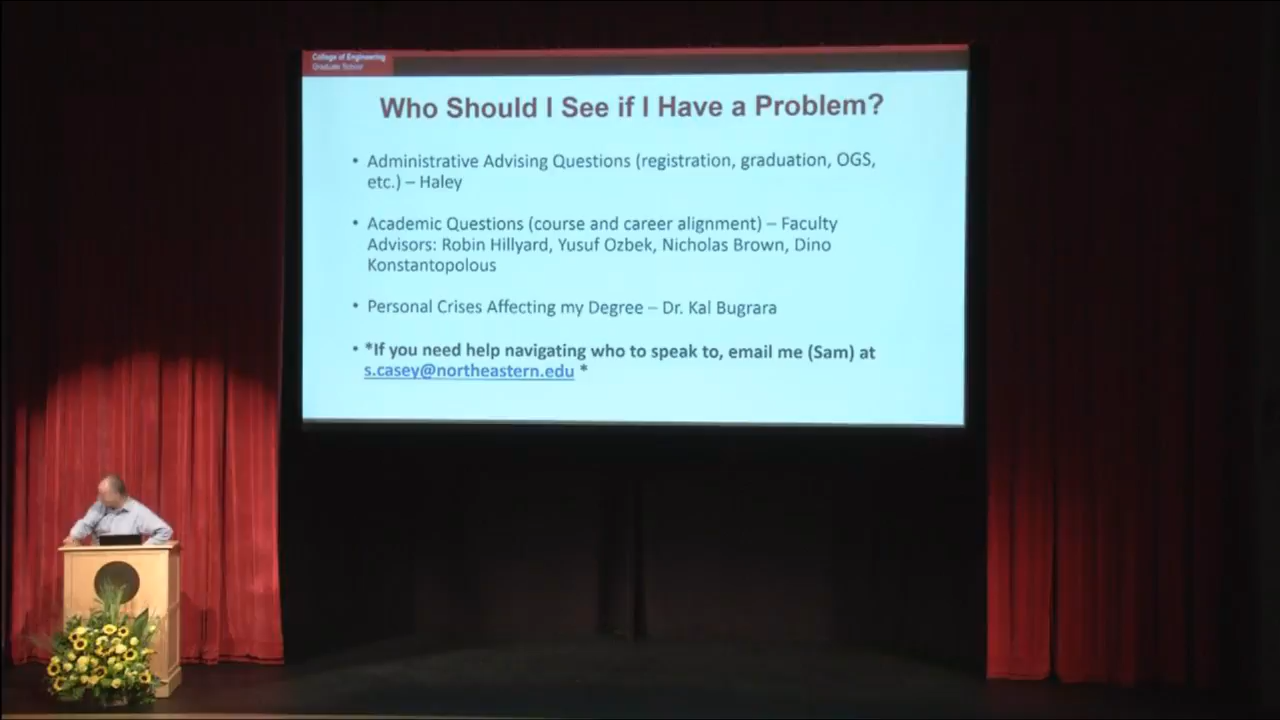 College of Engineering
Graduate School
Who Should I See if I Have a Problem?
• Administrative Advising Questions (registration, graduation, OGS,
etc.) – Haley
• Academic Questions (course and career alignment) – Faculty
Advisors: Robin Hillyard, Yusuf Ozbek, Nicholas Brown, Dino
Konstantopolous
• Personal Crises Affecting my Degree – Dr. Kal Bugrara
• *If you need help navigating who to speak to, email me (Sam) at
s.casey@northeastern.edu *